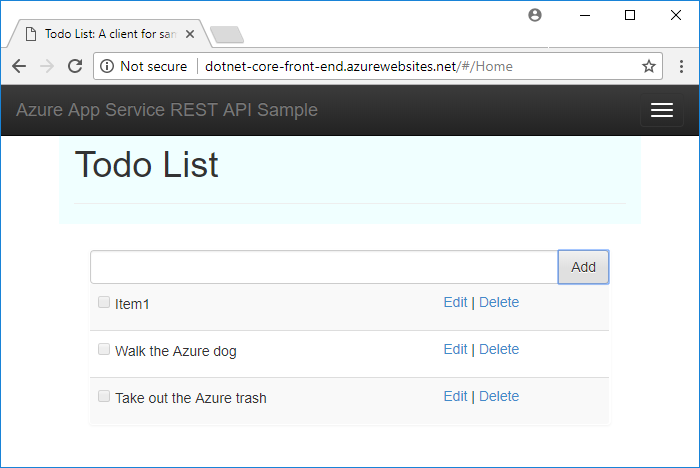 Todo List: A client for sam
Not secure | dotnet-core-front-end.azurewebsites.net/#/Home
Azure App Service REST API Sample
Todo List
Add
Item1 Edit | Delete
Walk the Azure dog Edit | Delete
Take out the Azure trash Edit | Delete